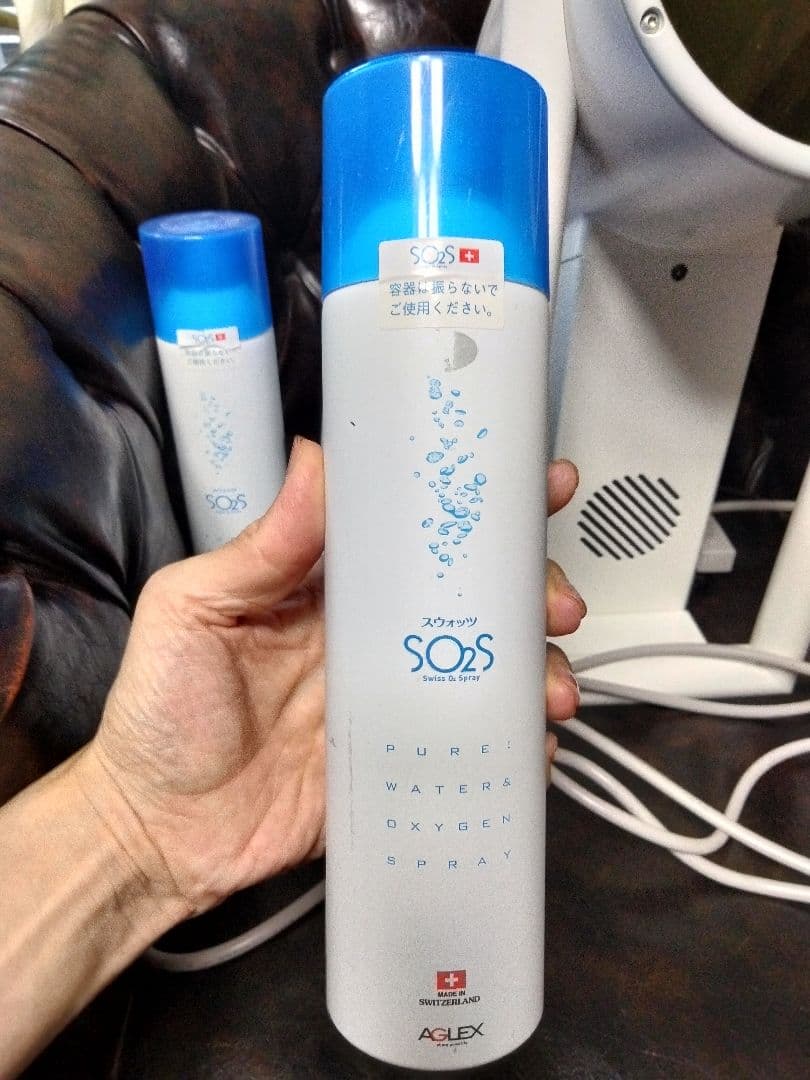 SO2S
容器は振らないで
ご使用ください。
スウォッツ
SO2S
Swiss O2 Spray
PURE!
WATER&
OXYGEN
SPRAY
MADE IN
SWITZERLAND
AGLEX
SO2S
SO2S